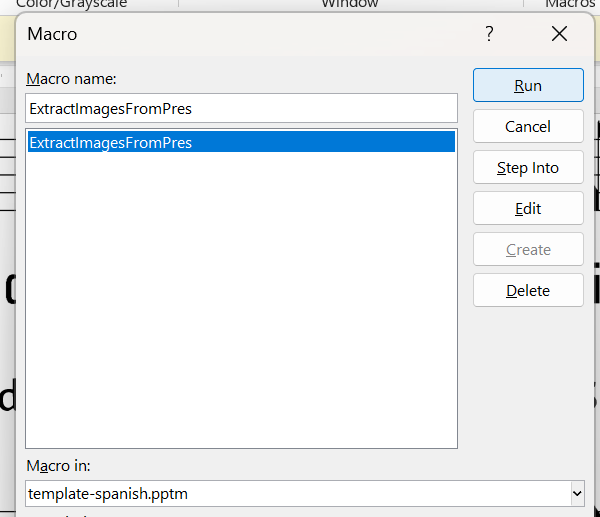 Color/Grayscale
Window
Macros
Macro
?
Macro name:
Run
ExtractImagesFromPres
Cancel
ExtractImagesFromPres
Step Into
Edit
Create
Delete
Macro in:
template-spanish.pptm